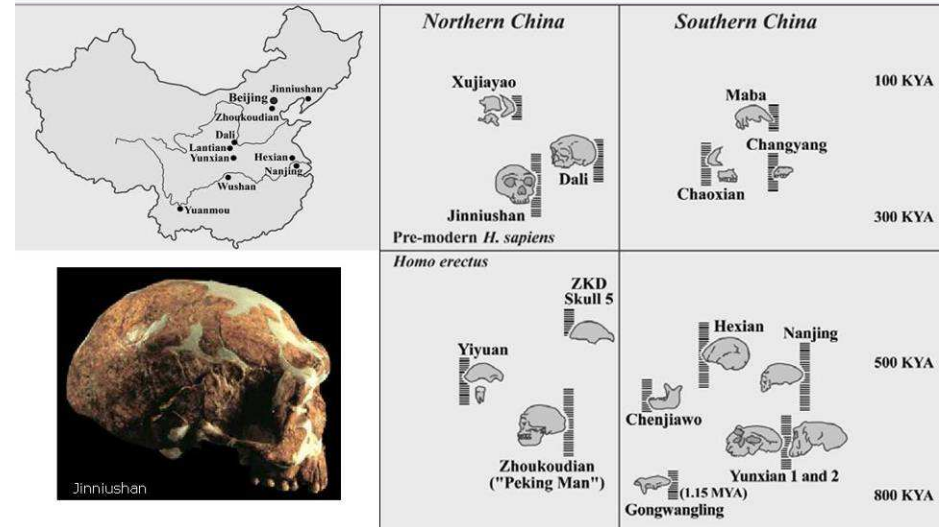 Jinniushan
Beijing
Zhoukoudian
Dali
Lantian
Yunxian
Hexian
Nanjing
Wushan
Yuanmou
Jinniushan
Northern China
Xujiayao
Dali
Jinniushan
Pre-modern H. sapiens
Homo erectus
ZKD
Skull 5
Yiyuan
Zhoukoudian
("Peking Man")
Southern China
100 KYA
Maba
Changyang
Chaoxian
300 KYA
Hexian
Nanjing
500 KYA
Chenjiawo
Yunxian 1 and 2
(1.15 MYA)
800 KYA
Gongwangling